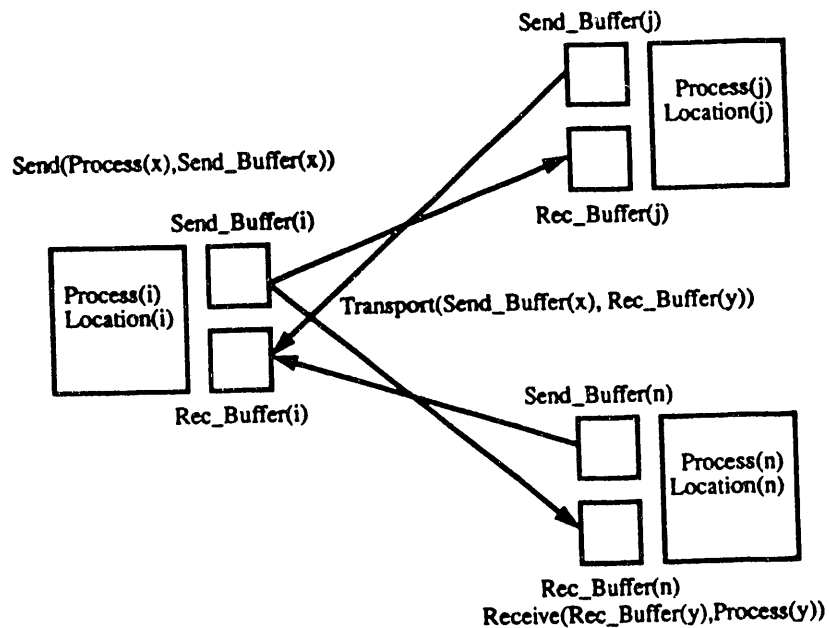 Send_Buffer(j)
Process(j)
Location(j)
Send(Process(x),Send_Buffer(x))
Rec_Buffer(j)
Send_Buffer(i)
Process(i)
Location(i)
Transport(Send_Buffer(x), Rec_Buffer(y))
Rec_Buffer(i)
Send_Buffer(n)
Process(n)
Location(n)
Rec_Buffer(n)
Receive(Rec_Buffer(y),Process(y))